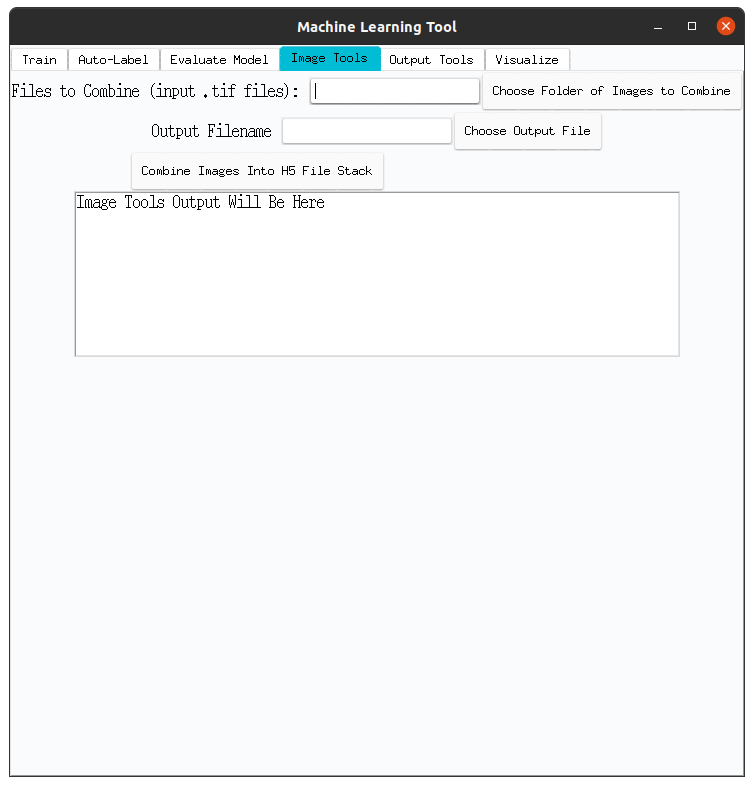 Machine Learning Tool
Train Auto-Label Evaluate Model Image Tools Output Tools Visualize
Files to Combine (input .tif files): Choose Folder of Images to Combine
Output Filename Choose Output File
Combine Images Into H5 File Stack
Image Tools Output Will Be Here